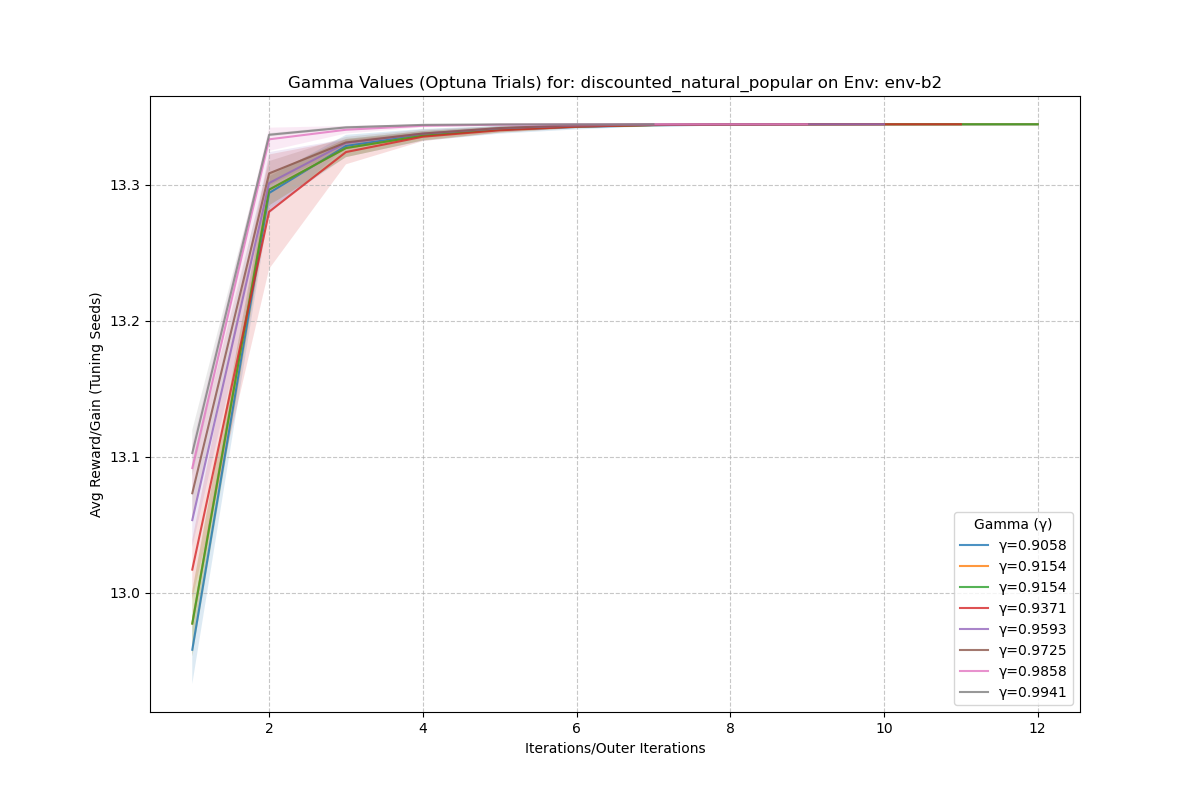 Gamma Values (Optuna Trials) for: discounted_natural_popular on Env: env-b2
Avg Reward/Gain (Tuning Seeds)
13.3
13.2
13.1
13.0
Gamma (γ)
γ=0.9058
γ=0.9154
γ=0.9154
γ=0.9371
γ=0.9593
γ=0.9725
γ=0.9858
γ=0.9941
2 4 6 8 10 12
Iterations/Outer Iterations